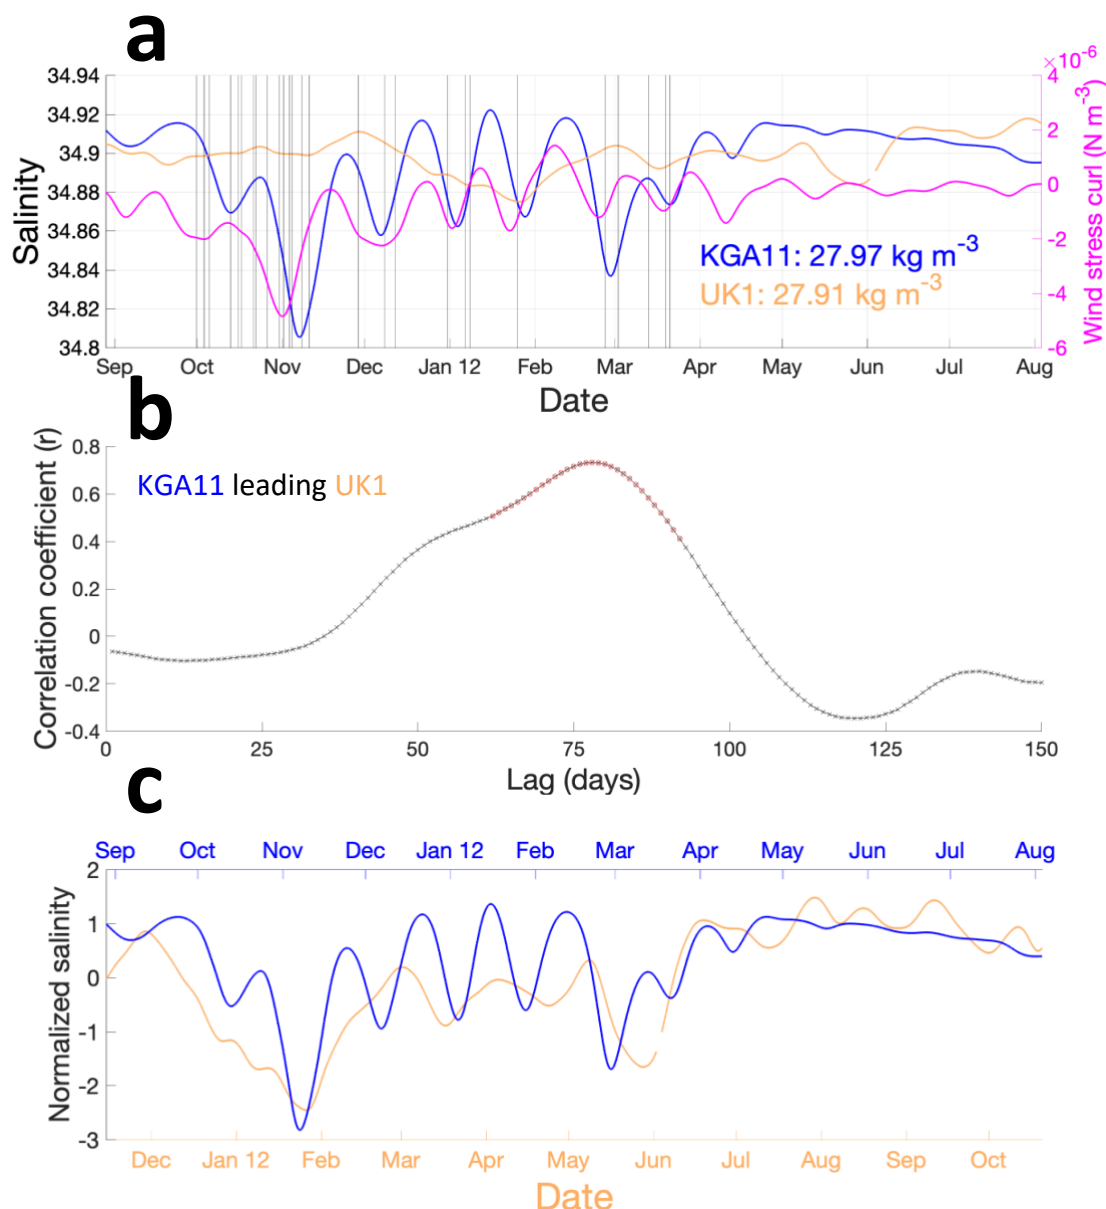 a
×10⁻⁶
34.94
34.92
34.9
34.88
34.86
34.84
34.82
34.8
Salinity
4
2
0
-2
-4
-6
Wind stress curl (N m⁻³)
KGA11: 27.97 kg m⁻³
UK1: 27.91 kg m⁻³
Sep Oct Nov Dec Jan 12 Feb Mar Apr May Jun Jul Aug
Date
b
0.8
0.6
0.4
0.2
0
-0.2
-0.4
Correlation coefficient (r)
KGA11 leading UK1
0 25 50 75 100 125 150
Lag (days)
c
Sep Oct Nov Dec Jan 12 Feb Mar Apr May Jun Jul Aug
2
1
0
-1
-2
-3
Normalized salinity
Dec Jan 12 Feb Mar Apr May Jun Jul Aug Sep Oct
Date